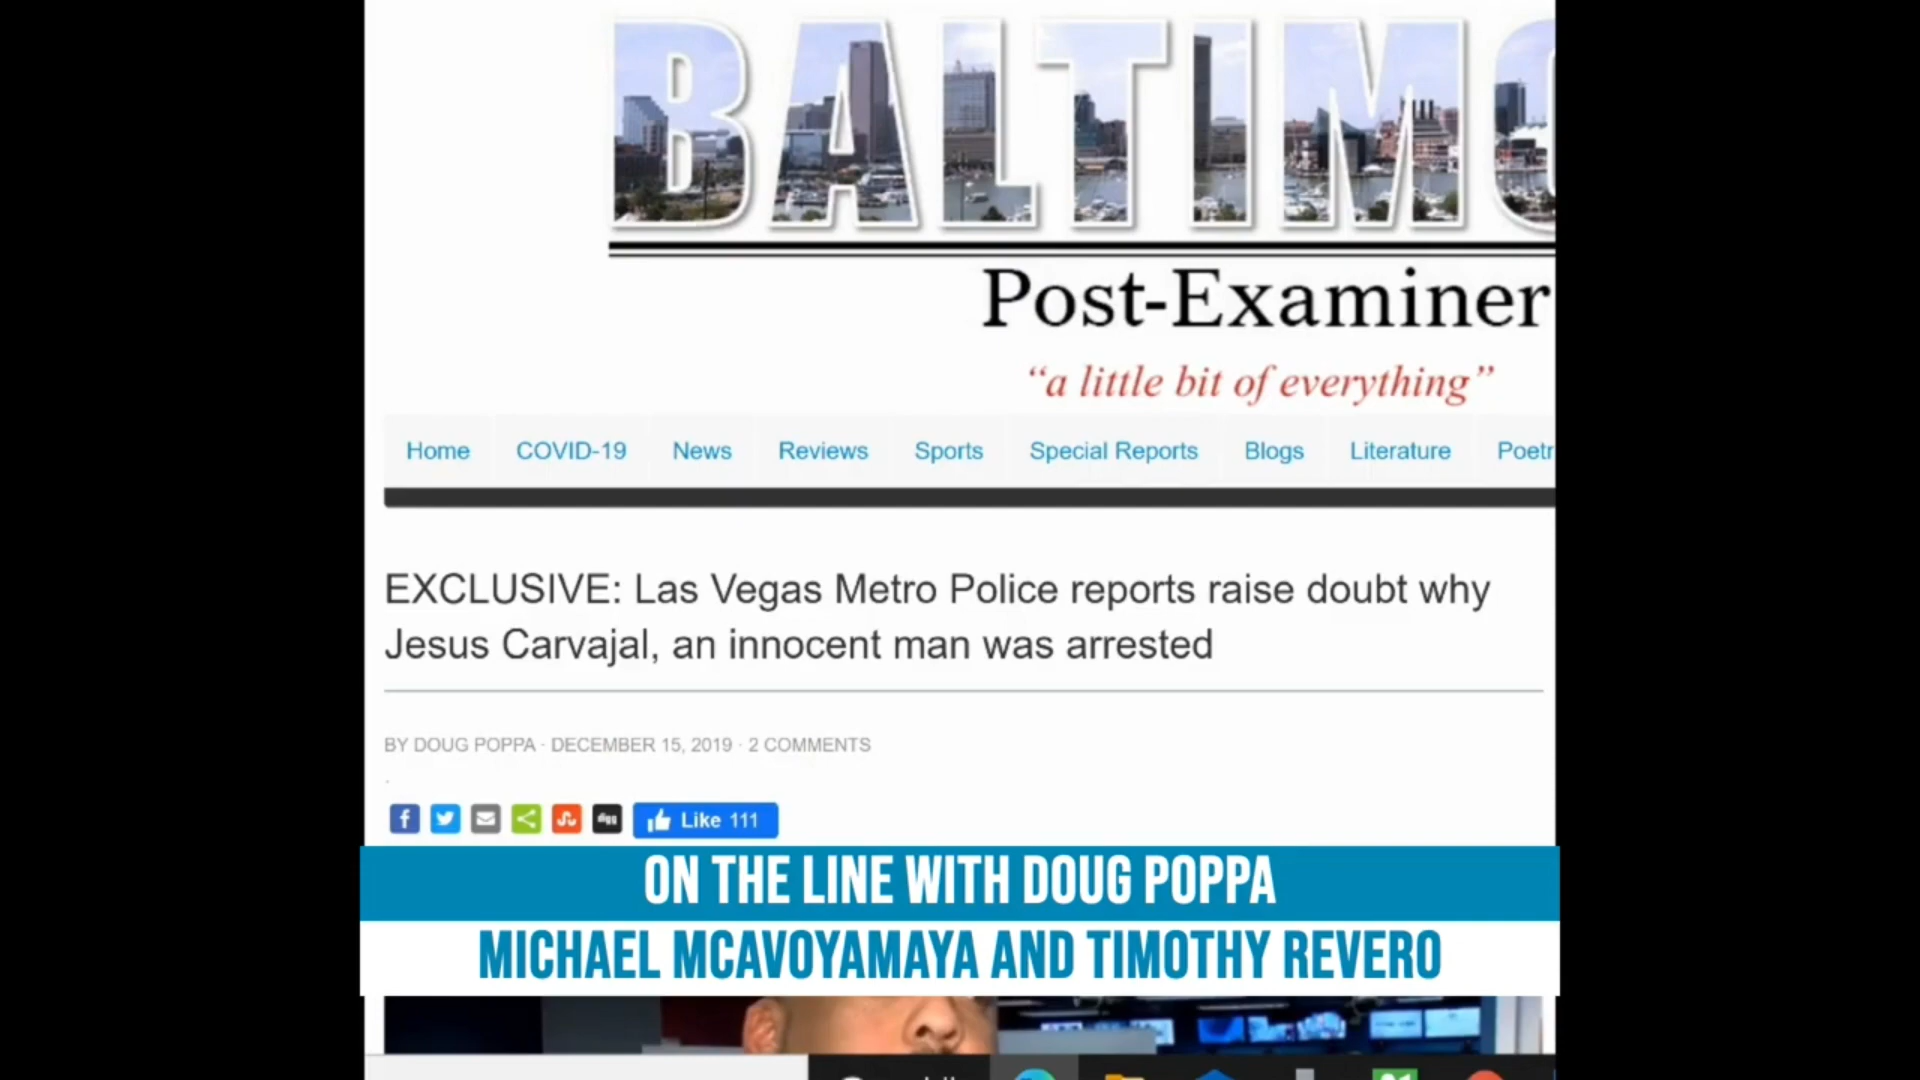 BALTIMO
Post-Examiner
“a little bit of everything”
Home COVID-19 News Reviews Sports Special Reports Blogs Literature Poetr
EXCLUSIVE: Las Vegas Metro Police reports raise doubt why
Jesus Carvajal, an innocent man was arrested
BY DOUG POPPA · DECEMBER 15, 2019 · 2 COMMENTS
f digg Like 111
ON THE LINE WITH DOUG POPPA
MICHAEL MCAVOYAMAYA AND TIMOTHY REVERO